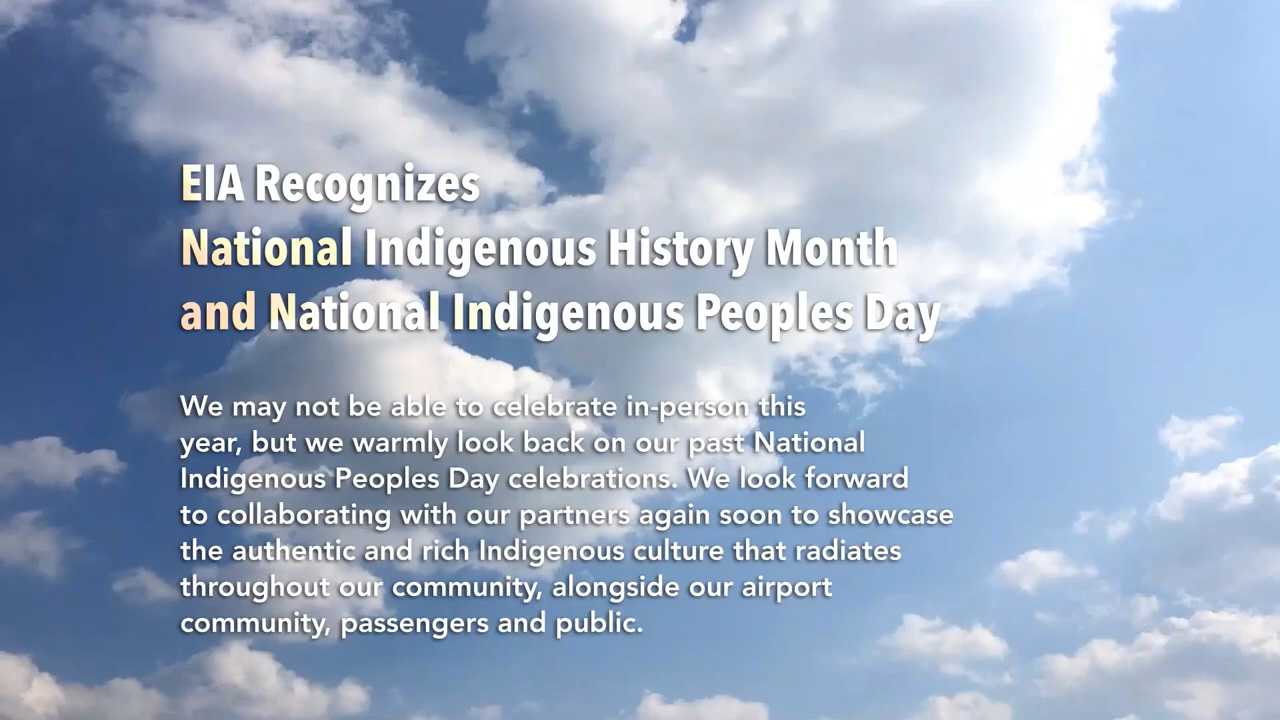 EIA Recognizes
National Indigenous History Month
and National Indigenous Peoples Day
We may not be able to celebrate in-person this
year, but we warmly look back on our past National
Indigenous Peoples Day celebrations. We look forward
to collaborating with our partners again soon to showcase
the authentic and rich Indigenous culture that radiates
throughout our community, alongside our airport
community, passengers and public.